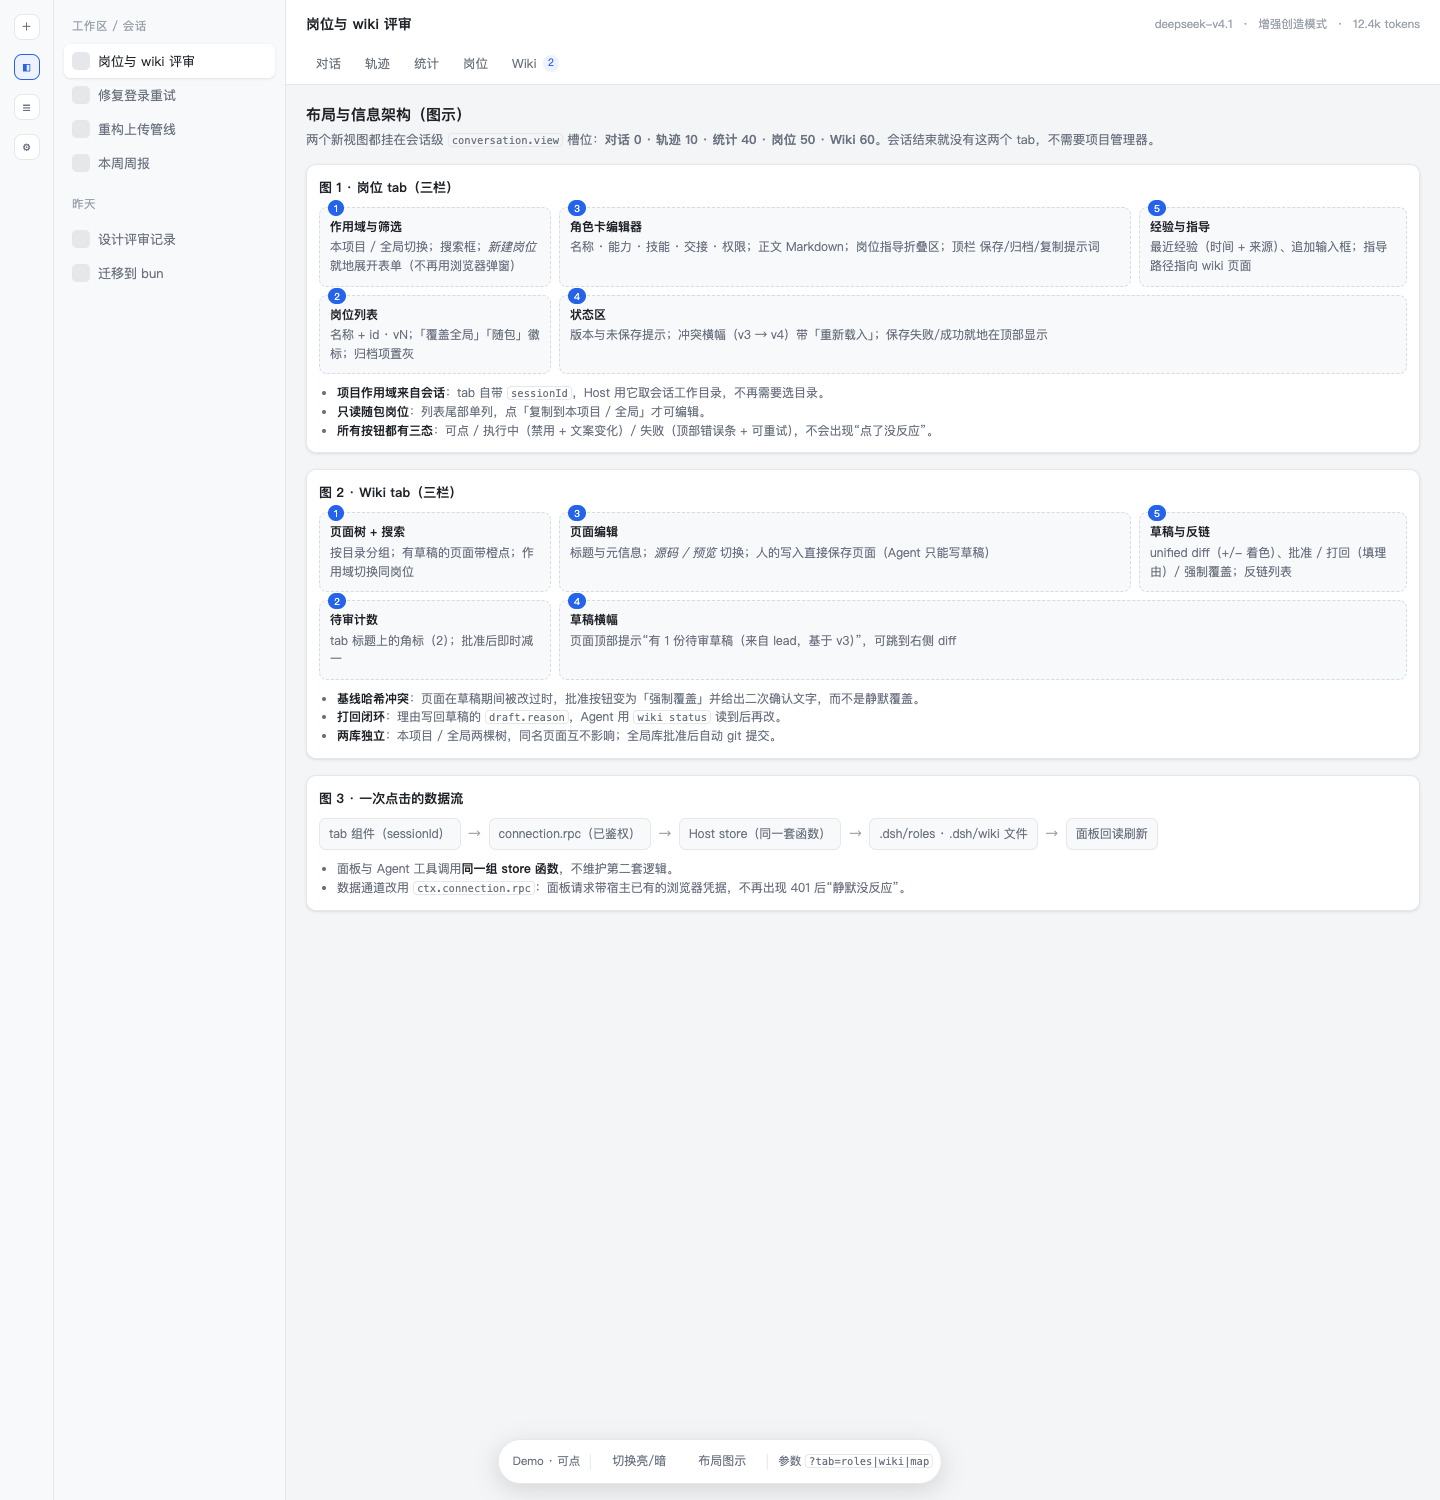 工作区 / 会话
岗位与 wiki 评审
修复登录重试
重构上传管线
本周周报
昨天
设计评审记录
迁移到 bun
岗位与 wiki 评审
deepseek-v4.1 · 增强创造模式 · 12.4k tokens
对话 轨迹 统计 岗位 Wiki 2
布局与信息架构（图示）
两个新视图都挂在会话级 conversation.view 槽位：对话 0 · 轨迹 10 · 统计 40 · 岗位 50 · Wiki 60。会话结束就没有这两个 tab，不需要项目管理器。
图 1 · 岗位 tab（三栏）
1
作用域与筛选
本项目 / 全局切换；搜索框；新建岗位
就地展开表单（不再用浏览器弹窗）
3
角色卡编辑器
名称 · 能力 · 技能 · 交接 · 权限；正文 Markdown；岗位指导折叠区；顶栏 保存/归档/复制提示词
5
经验与指导
最近经验（时间 + 来源）、追加输入框；指导
路径指向 wiki 页面
2
岗位列表
名称 + id · vN；「覆盖全局」「随包」徽
标；归档项置灰
4
状态区
版本与未保存提示；冲突横幅（v3 → v4）带「重新载入」；保存失败/成功就地在顶部显示
• 项目作用域来自会话：tab 自带 sessionId，Host 用它取会话工作目录，不再需要选目录。
• 只读随包岗位：列表尾部单列，点「复制到本项目 / 全局」才可编辑。
• 所有按钮都有三态：可点 / 执行中（禁用 + 文案变化）/ 失败（顶部错误条 + 可重试），不会出现“点了没反应”。
图 2 · Wiki tab（三栏）
1
页面树 + 搜索
按目录分组；有草稿的页面带橙点；作
用域切换同岗位
3
页面编辑
标题与元信息；源码 / 预览 切换；人的写入直接保存页面（Agent 只能写草稿）
5
草稿与反链
unified diff（+/− 着色）、批准 / 打回（填理
由）/ 强制覆盖；反链列表
2
待审计数
tab 标题上的角标（2）；批准后即时减
一
4
草稿横幅
页面顶部提示“有 1 份待审草稿（来自 lead，基于 v3）”，可跳到右侧 diff
• 基线哈希冲突：页面在草稿期间被改过时，批准按钮变为「强制覆盖」并给出二次确认文字，而不是静默覆盖。
• 打回闭环：理由写回草稿的 draft.reason，Agent 用 wiki status 读到后再改。
• 两库独立：本项目 / 全局两棵树，同名页面互不影响；全局库批准后自动 git 提交。
图 3 · 一次点击的数据流
tab 组件（sessionId） → connection.rpc（已鉴权） → Host store（同一套函数） → .dsh/roles · .dsh/wiki 文件 → 面板回读刷新
• 面板与 Agent 工具调用同一组 store 函数，不维护第二套逻辑。
• 数据通道改用 ctx.connection.rpc：面板请求带宿主已有的浏览器凭据，不再出现 401 后“静默没反应”。
Demo · 可点 切换亮/暗 布局图示 参数 ?tab=roles|wiki|map